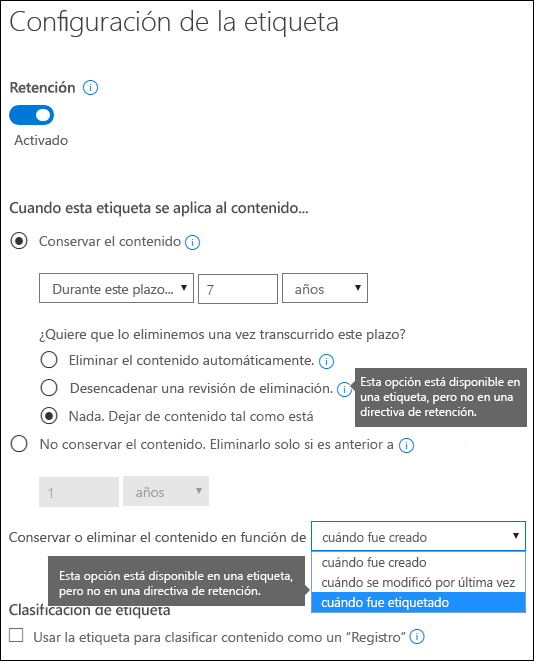 Configuración de la etiqueta
Retención
Activado
Cuando esta etiqueta se aplica al contenido...
Conservar el contenido
Durante este plazo... 7 años
¿Quiere que lo eliminemos una vez transcurrido este plazo?
Eliminar el contenido automáticamente.
Desencadenar una revisión de eliminación.
Esta opción está disponible en
una etiqueta, pero no en una
directiva de retención.
Nada. Dejar de contenido tal como está
No conservar el contenido. Eliminarlo solo si es anterior a
1 años
Conservar o eliminar el contenido en función de cuándo fue creado
cuándo fue creado
cuándo se modificó por última vez
cuándo fue etiquetado
Esta opción está disponible en una etiqueta,
pero no en una directiva de retención.
Clasificación de etiqueta
Usar la etiqueta para clasificar contenido como un “Registro”